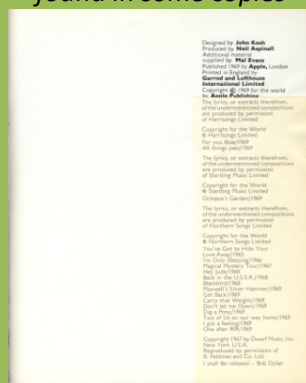 found in some copies
Designed by John Kosh
Produced by Neil Aspinall
Additional material
supplied by Mal Evans
Published 1969 by Apple, London
Printed in England by
Garrod and Lofthouse
International Limited
Copyright © 1969 for the world
by Apple Publishing
The lyrics, or extracts therefrom,
of the undermentioned compositions
are produced by permission
of Harrisongs Limited
Copyright for the World
© Harrisongs Limited
For you Blue/1969
All things pass/1969
The lyrics, or extracts therefrom,
of the undermentioned compositions
are produced by permission
of Startling Music Limited
Copyright for the World
© Startling Music Limited
Octopus's Garden/1969
The lyrics, or extracts therefrom,
of the undermentioned compositions
are produced by permission
of Northern Songs Limited
Copyright for the World
© Northern Songs Limited
You've Got to Hide Your
Love Away/1965
I'm Only Sleeping/1966
Magical Mystery Tour/1967
Hey Jude/1968
Back in the U.S.S.R./1968
Blackbird/1968
Maxwell's Silver Hammer/1969
Get Back/1969
Carry that Weight/1969
Don't let me Down/1969
Dig a Pony/1969
Two of Us on our way home/1969
I got a feeling/1969
One after 909/1969
Copyright 1967 by Dwarf Music, Inc.
New York U.S.A.
Reproduced by permission of
B. Feldman and Co. Ltd.
I shall Be released - Bob Dylan